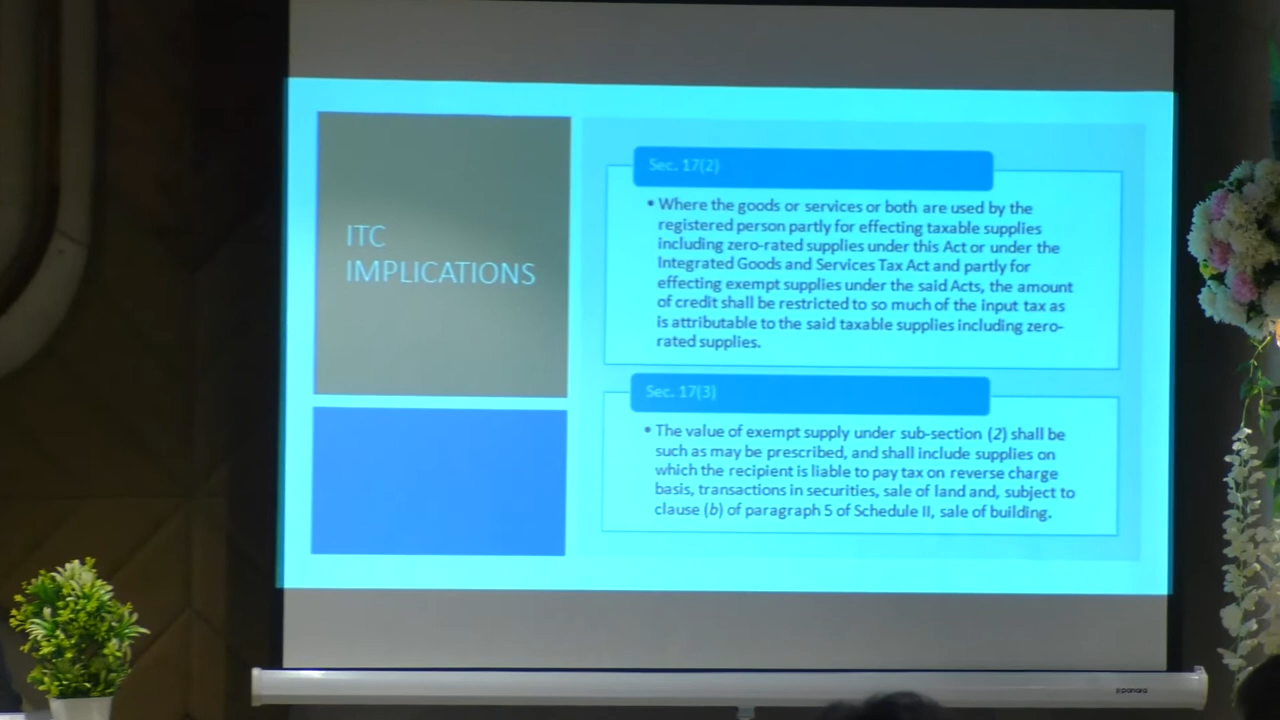 ITC
IMPLICATIONS
Sec. 17(2)
• Where the goods or services or both are used by the
registered person partly for effecting taxable supplies
including zero-rated supplies under this Act or under the
Integrated Goods and Services Tax Act and partly for
effecting exempt supplies under the said Acts, the amount
of credit shall be restricted to so much of the input tax as
is attributable to the said taxable supplies including zero-
rated supplies.
Sec. 17(3)
• The value of exempt supply under sub-section (2) shall be
such as may be prescribed, and shall include supplies on
which the recipient is liable to pay tax on reverse charge
basis, transactions in securities, sale of land and, subject to
clause (b) of paragraph 5 of Schedule II, sale of building.